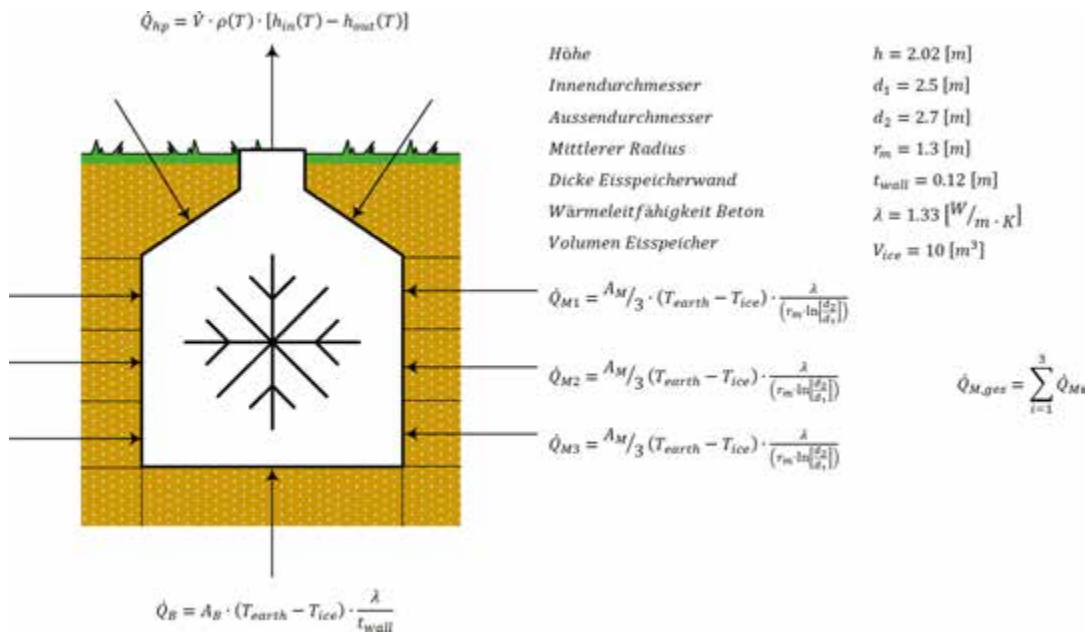 Q̇_hp = V̇ · ρ(T) · [h_in(T) − h_out(T)]
Höhe h = 2.02 [m]
Innendurchmesser d_1 = 2.5 [m]
Aussendurchmesser d_2 = 2.7 [m]
Mittlerer Radius r_m = 1.3 [m]
Dicke Eisspeicherwand t_wall = 0.12 [m]
Wärmeleitfähigkeit Beton λ = 1.33 [W/m · K]
Volumen Eisspeicher V_ice = 10 [m³]
Q̇_M1 = A_M/3 · (T_earth − T_ice) · λ/(r_m·ln[d_2/d_1])
Q̇_M2 = A_M/3 (T_earth − T_ice) · λ/(r_m·ln[d_2/d_1])
Q̇_M,ges = ∑_{i=1}^{3} Q̇_Mi
Q̇_M3 = A_M/3 (T_earth − T_ice) · λ/(r_m·ln[d_2/d_1])
Q̇_B = A_B · (T_earth − T_ice) · λ/t_wall